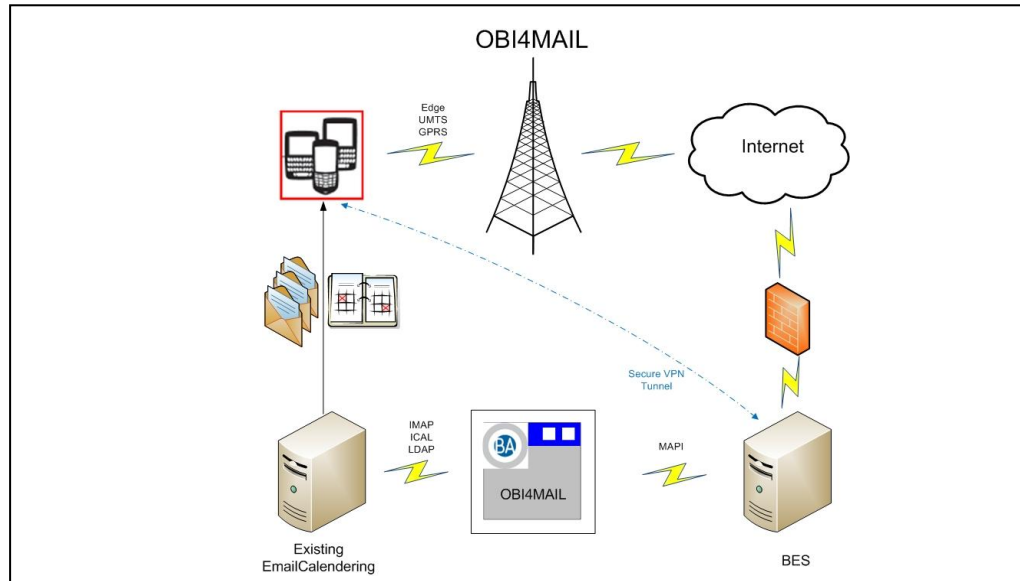 OBI4MAIL
Edge
UMTS
GPRS
Internet
Secure VPN
Tunnel
IMAP
ICAL
LDAP
BA
OBI4MAIL
MAPI
Existing
EmailCalendering
BES